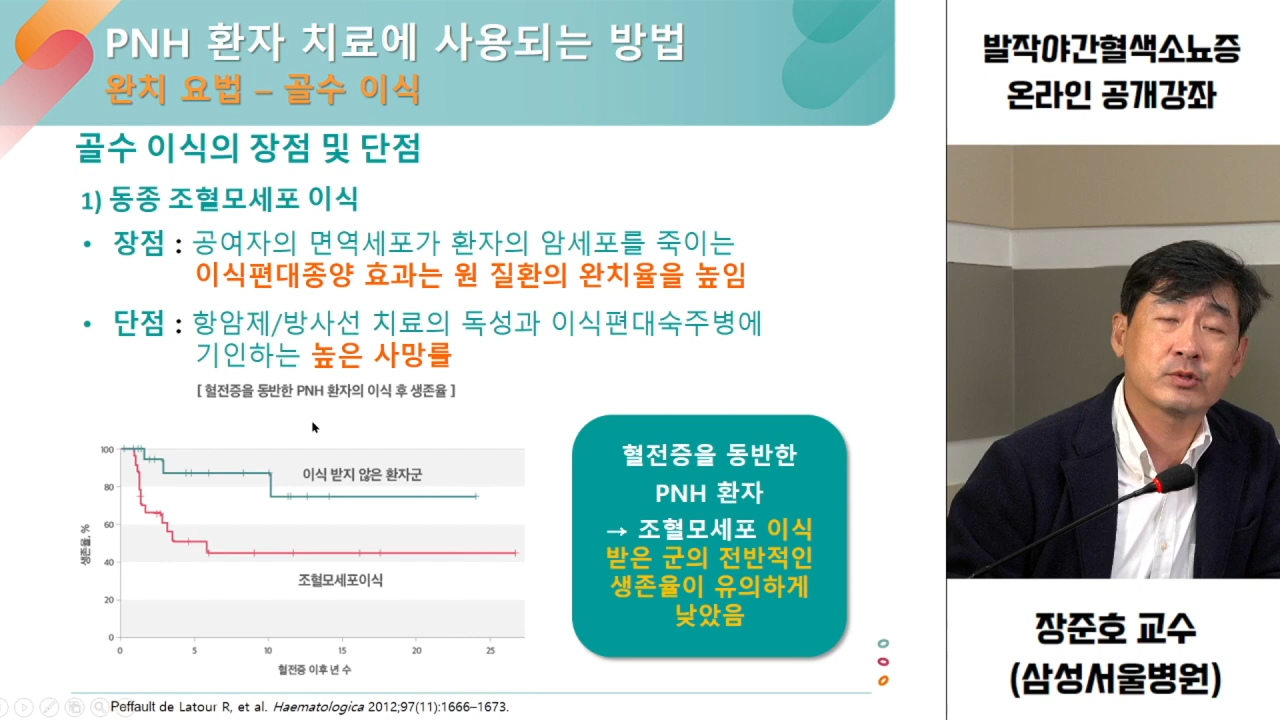 PNH 환자 치료에 사용되는 방법
완치 요법 – 골수 이식
골수 이식의 장점 및 단점
1) 동종 조혈모세포 이식
• 장점 : 공여자의 면역세포가 환자의 암세포를 죽이는
이식편대종양 효과는 원 질환의 완치율을 높임
• 단점 : 항암제/방사선 치료의 독성과 이식편대숙주병에
기인하는 높은 사망률
[ 혈전증을 동반한 PNH 환자의 이식 후 생존율 ]
생존율, %
100
80
60
40
20
0
이식 받지 않은 환자군
조혈모세포이식
0 5 10 15 20 25
혈전증 이후 년 수
혈전증을 동반한
PNH 환자
→ 조혈모세포 이식
받은 군의 전반적인
생존율이 유의하게
낮았음
Peffault de Latour R, et al. Haematologica 2012;97(11):1666–1673.
발작야간혈색소뇨증
온라인 공개강좌
장준호 교수
(삼성서울병원)